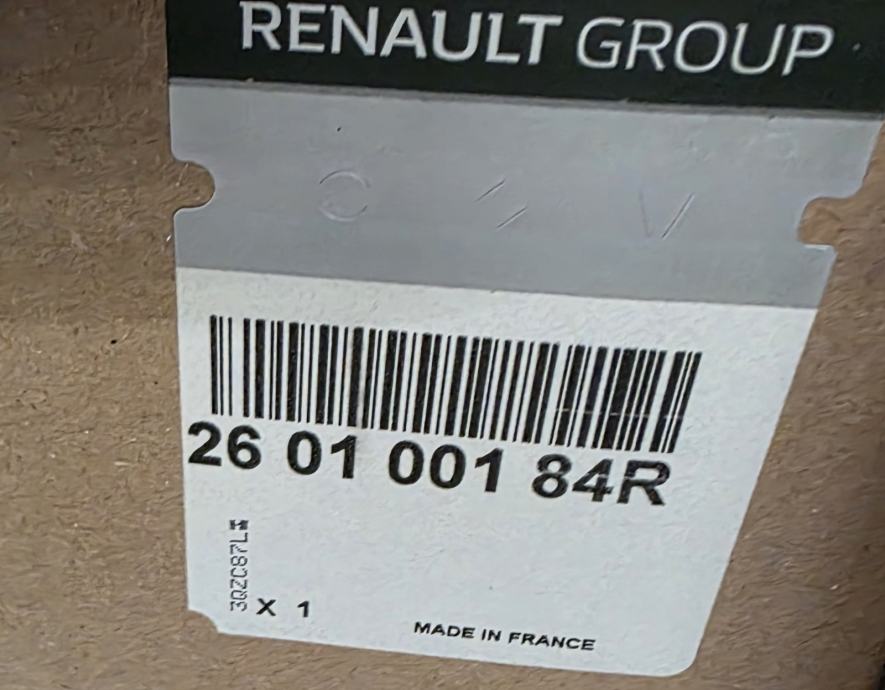 RENAULT GROUP
26 01 001 84R
3QZC87LH
X 1
MADE IN FRANCE